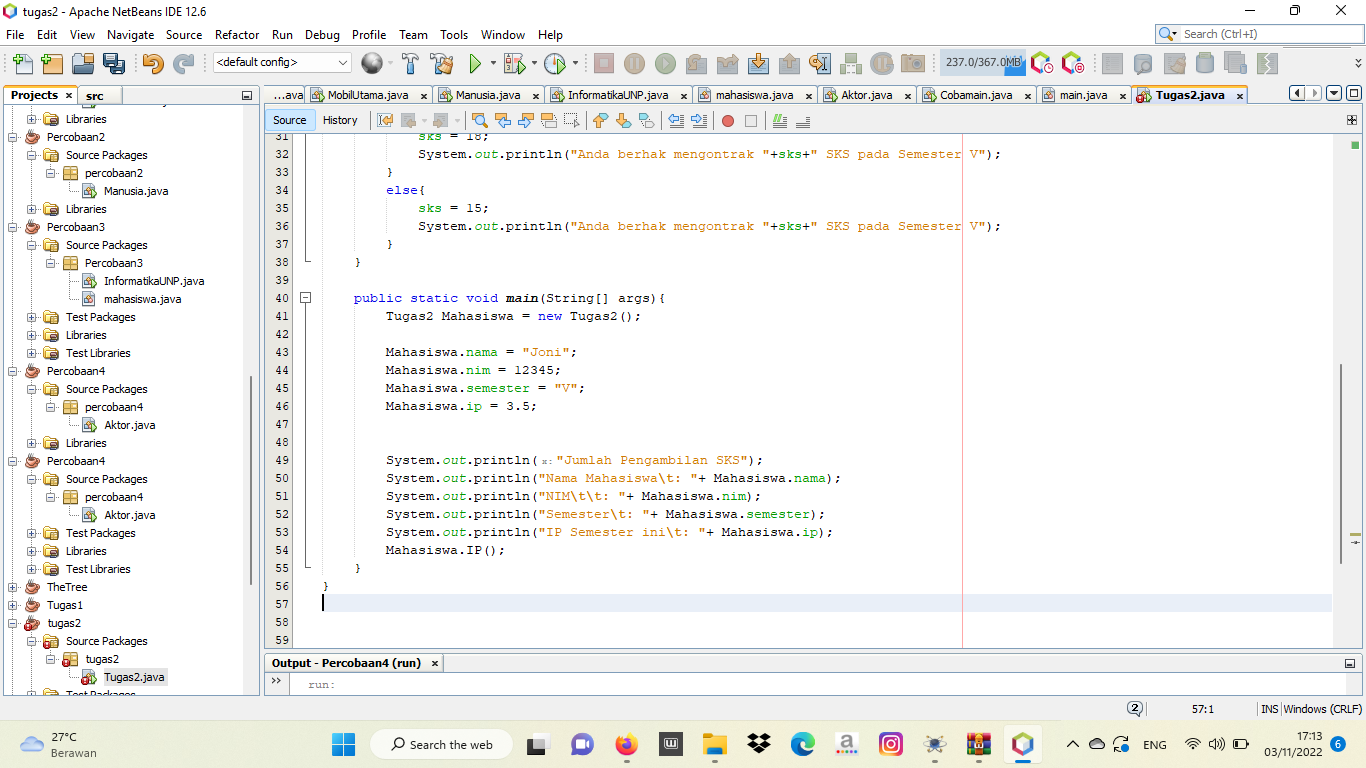 tugas2 - Apache NetBeans IDE 12.6
File Edit View Navigate Source Refactor Run Debug Profile Team Tools Window Help
Search (Ctrl+I)
<default config>
237.0/367.0MB
Projects
src
...ava
MobilUtama.java
Manusia.java
InformatikaUNP.java
mahasiswa.java
Aktor.java
Cobamain.java
main.java
Tugas2.java
Source
History
Libraries
Percobaan2
Source Packages
percobaan2
Manusia.java
Libraries
Percobaan3
Source Packages
Percobaan3
InformatikaUNP.java
mahasiswa.java
Test Packages
Libraries
Test Libraries
Percobaan4
Source Packages
percobaan4
Aktor.java
Libraries
Percobaan4
Source Packages
percobaan4
Aktor.java
Test Packages
Libraries
Test Libraries
TheTree
Tugas1
tugas2
Source Packages
tugas2
Tugas2.java
Test Packages
31 sks = 18;
32 System.out.println("Anda berhak mengontrak "+sks+" SKS pada Semester V");
33 }
34 else{
35 sks = 15;
36 System.out.println("Anda berhak mengontrak "+sks+" SKS pada Semester V");
37 }
38 }
39
40 public static void main(String[] args){
41 Tugas2 Mahasiswa = new Tugas2();
42
43 Mahasiswa.nama = "Joni";
44 Mahasiswa.nim = 12345;
45 Mahasiswa.semester = "V";
46 Mahasiswa.ip = 3.5;
47
48
49 System.out.println( x: "Jumlah Pengambilan SKS");
50 System.out.println("Nama Mahasiswa\t: "+ Mahasiswa.nama);
51 System.out.println("NIM\t\t: "+ Mahasiswa.nim);
52 System.out.println("Semester\t: "+ Mahasiswa.semester);
53 System.out.println("IP Semester ini\t: "+ Mahasiswa.ip);
54 Mahasiswa.IP();
55 }
56 }
57
58
59
Output - Percobaan4 (run)
run:
2
57:1
INS
Windows (CRLF)
27°C
Berawan
Search the web
ENG
17:13
03/11/2022
6